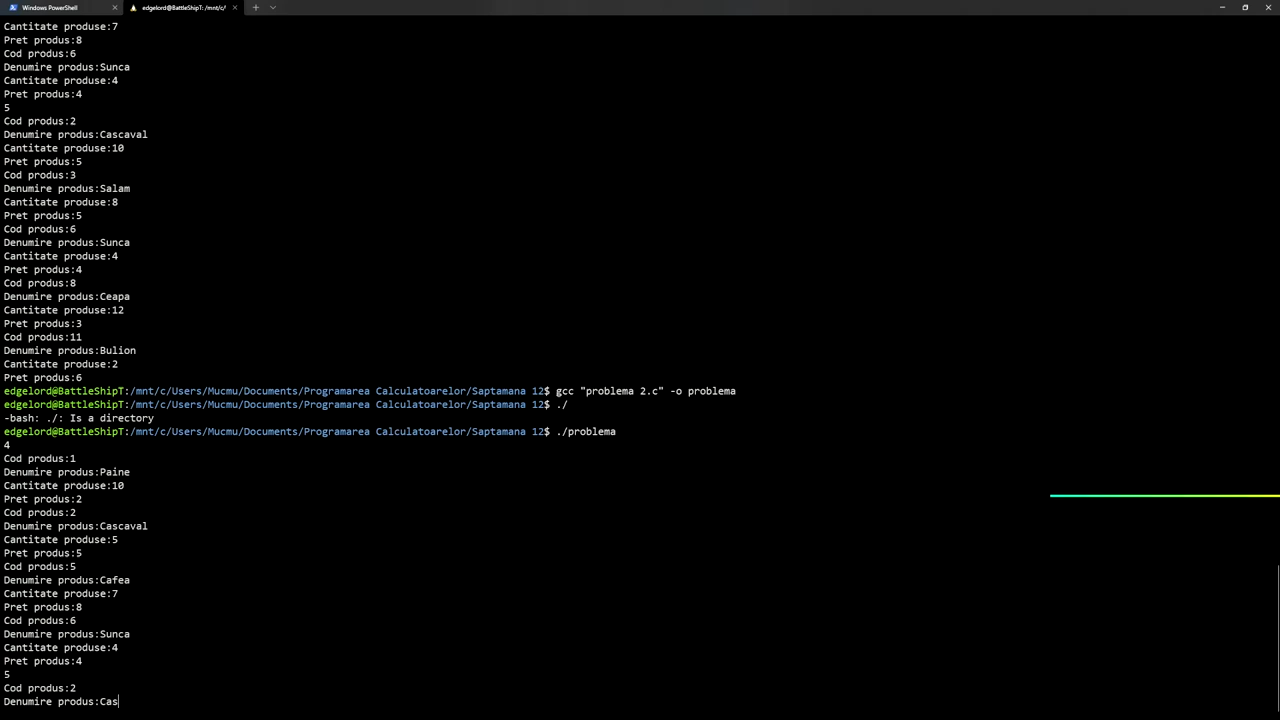 Windows PowerShell
edgelord@BattleShipT: /mnt/c/
Cantitate produse:7
Pret produs:8
Cod produs:6
Denumire produs:Sunca
Cantitate produse:4
Pret produs:4
5
Cod produs:2
Denumire produs:Cascaval
Cantitate produse:10
Pret produs:5
Cod produs:3
Denumire produs:Salam
Cantitate produse:8
Pret produs:5
Cod produs:6
Denumire produs:Sunca
Cantitate produse:4
Pret produs:4
Cod produs:8
Denumire produs:Ceapa
Cantitate produse:12
Pret produs:3
Cod produs:11
Denumire produs:Bulion
Cantitate produse:2
Pret produs:6
edgelord@BattleShipT:/mnt/c/Users/Mucmu/Documents/Programarea Calculatoarelor/Saptamana 12$ gcc "problema 2.c" -o problema
edgelord@BattleShipT:/mnt/c/Users/Mucmu/Documents/Programarea Calculatoarelor/Saptamana 12$ ./
-bash: ./: Is a directory
edgelord@BattleShipT:/mnt/c/Users/Mucmu/Documents/Programarea Calculatoarelor/Saptamana 12$ ./problema
4
Cod produs:1
Denumire produs:Paine
Cantitate produse:10
Pret produs:2
Cod produs:2
Denumire produs:Cascaval
Cantitate produse:5
Pret produs:5
Cod produs:5
Denumire produs:Cafea
Cantitate produse:7
Pret produs:8
Cod produs:6
Denumire produs:Sunca
Cantitate produse:4
Pret produs:4
5
Cod produs:2
Denumire produs:Cas